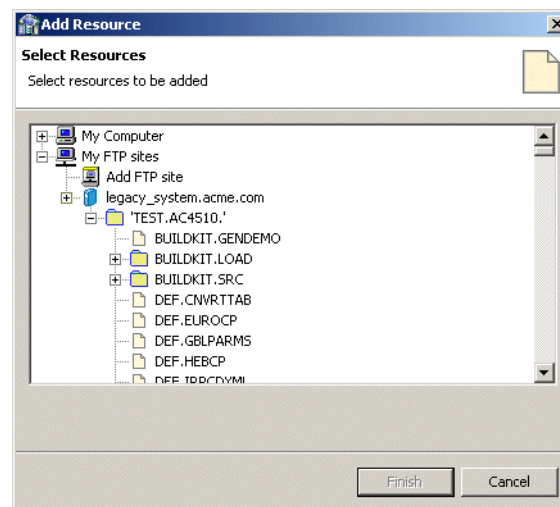 Add Resource
Select Resources
Select resources to be added
My Computer
My FTP sites
Add FTP site
legacy_system.acme.com
'TEST.AC4510.'
BUILDKIT.GENDEMO
BUILDKIT.LOAD
BUILDKIT.SRC
DEF.CNVRTTAB
DEF.EUROCP
DEF.GBLPARMS
DEF.HEBCP
DEF.IRRCDYML
Finish
Cancel